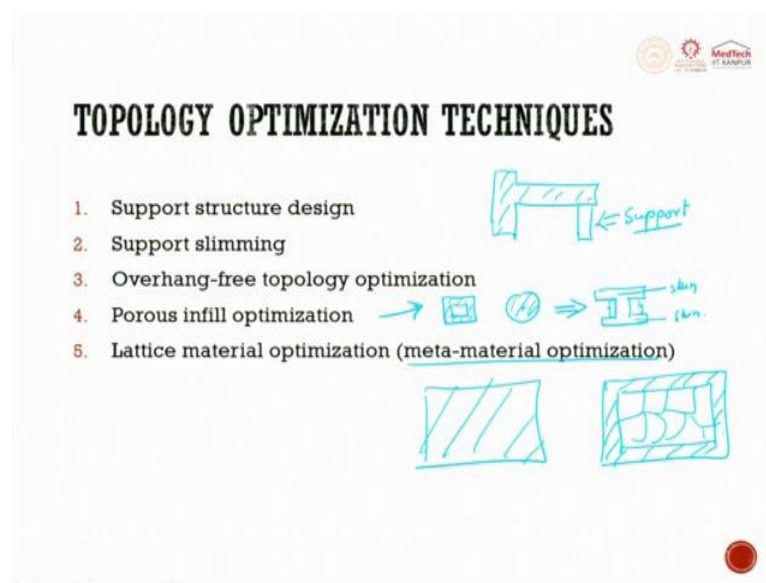 MedTech
IIT KANPUR
TOPOLOGY OPTIMIZATION TECHNIQUES
1. Support structure design
2. Support slimming
3. Overhang-free topology optimization
4. Porous infill optimization
5. Lattice material optimization (meta-material optimization)
Support
skin
skin.